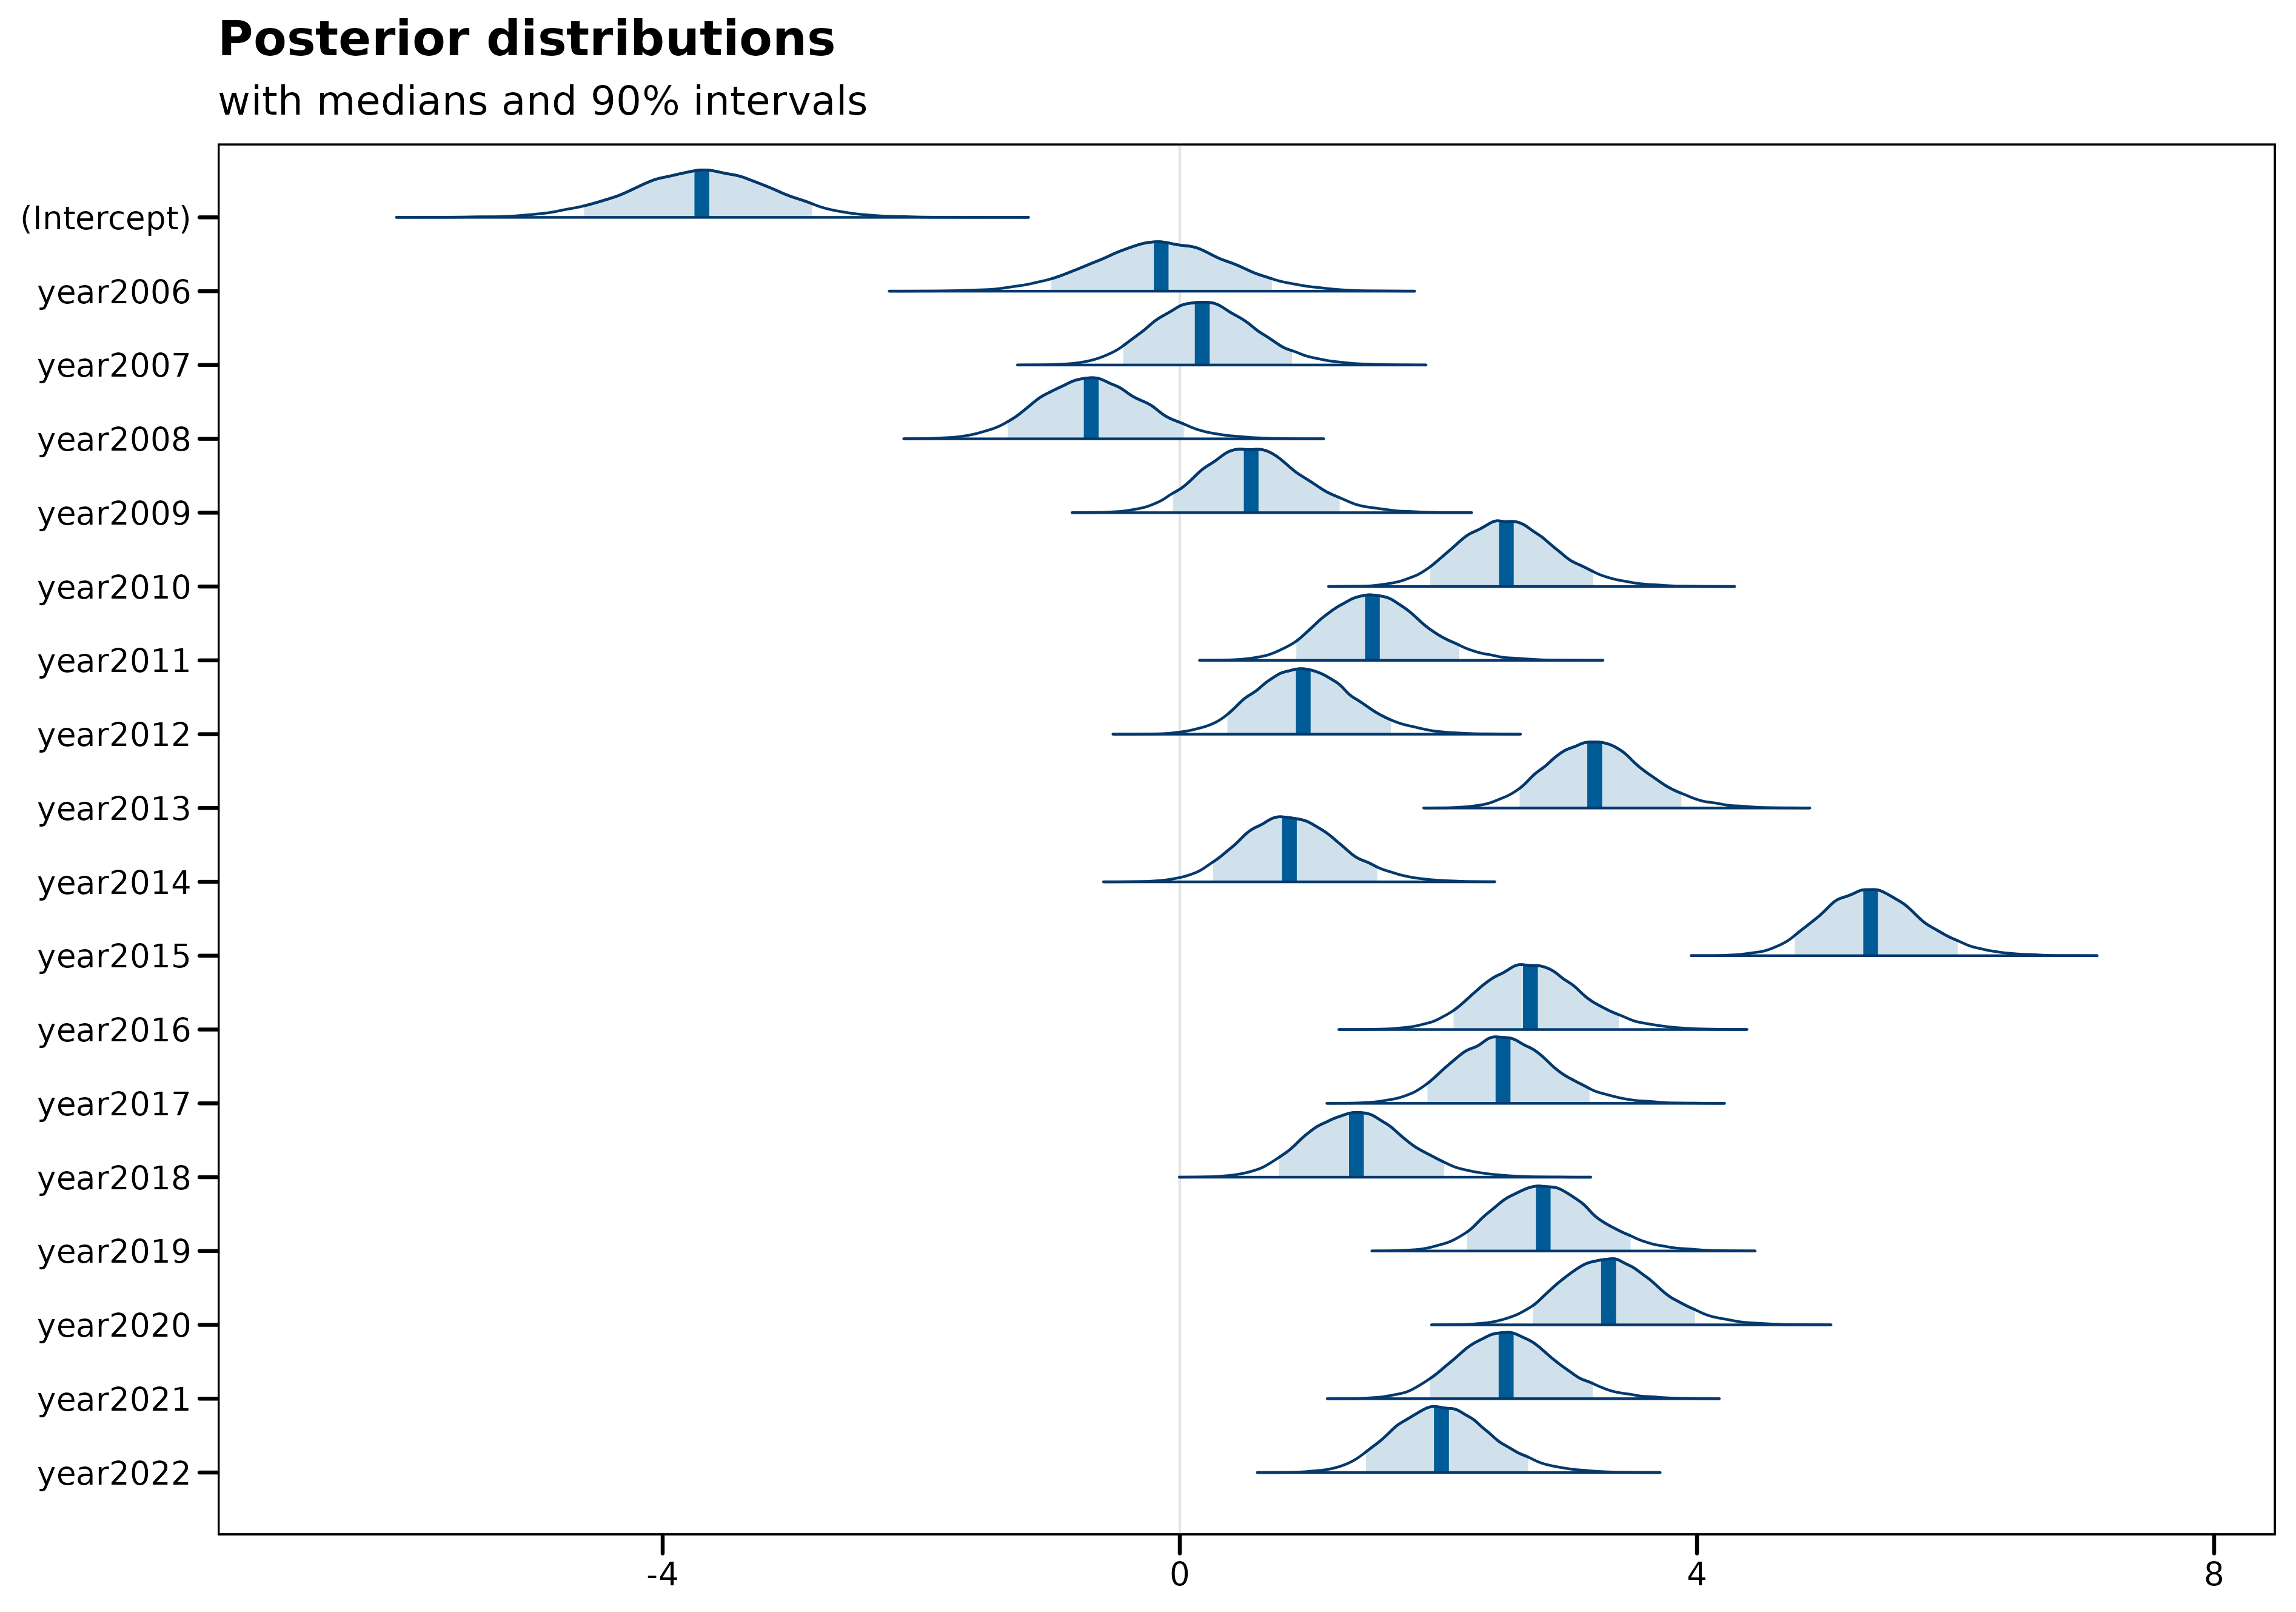 Posterior distributions
with medians and 90% intervals
(Intercept)
year2006
year2007
year2008
year2009
year2010
year2011
year2012
year2013
year2014
year2015
year2016
year2017
year2018
year2019
year2020
year2021
year2022
-4 0 4 8